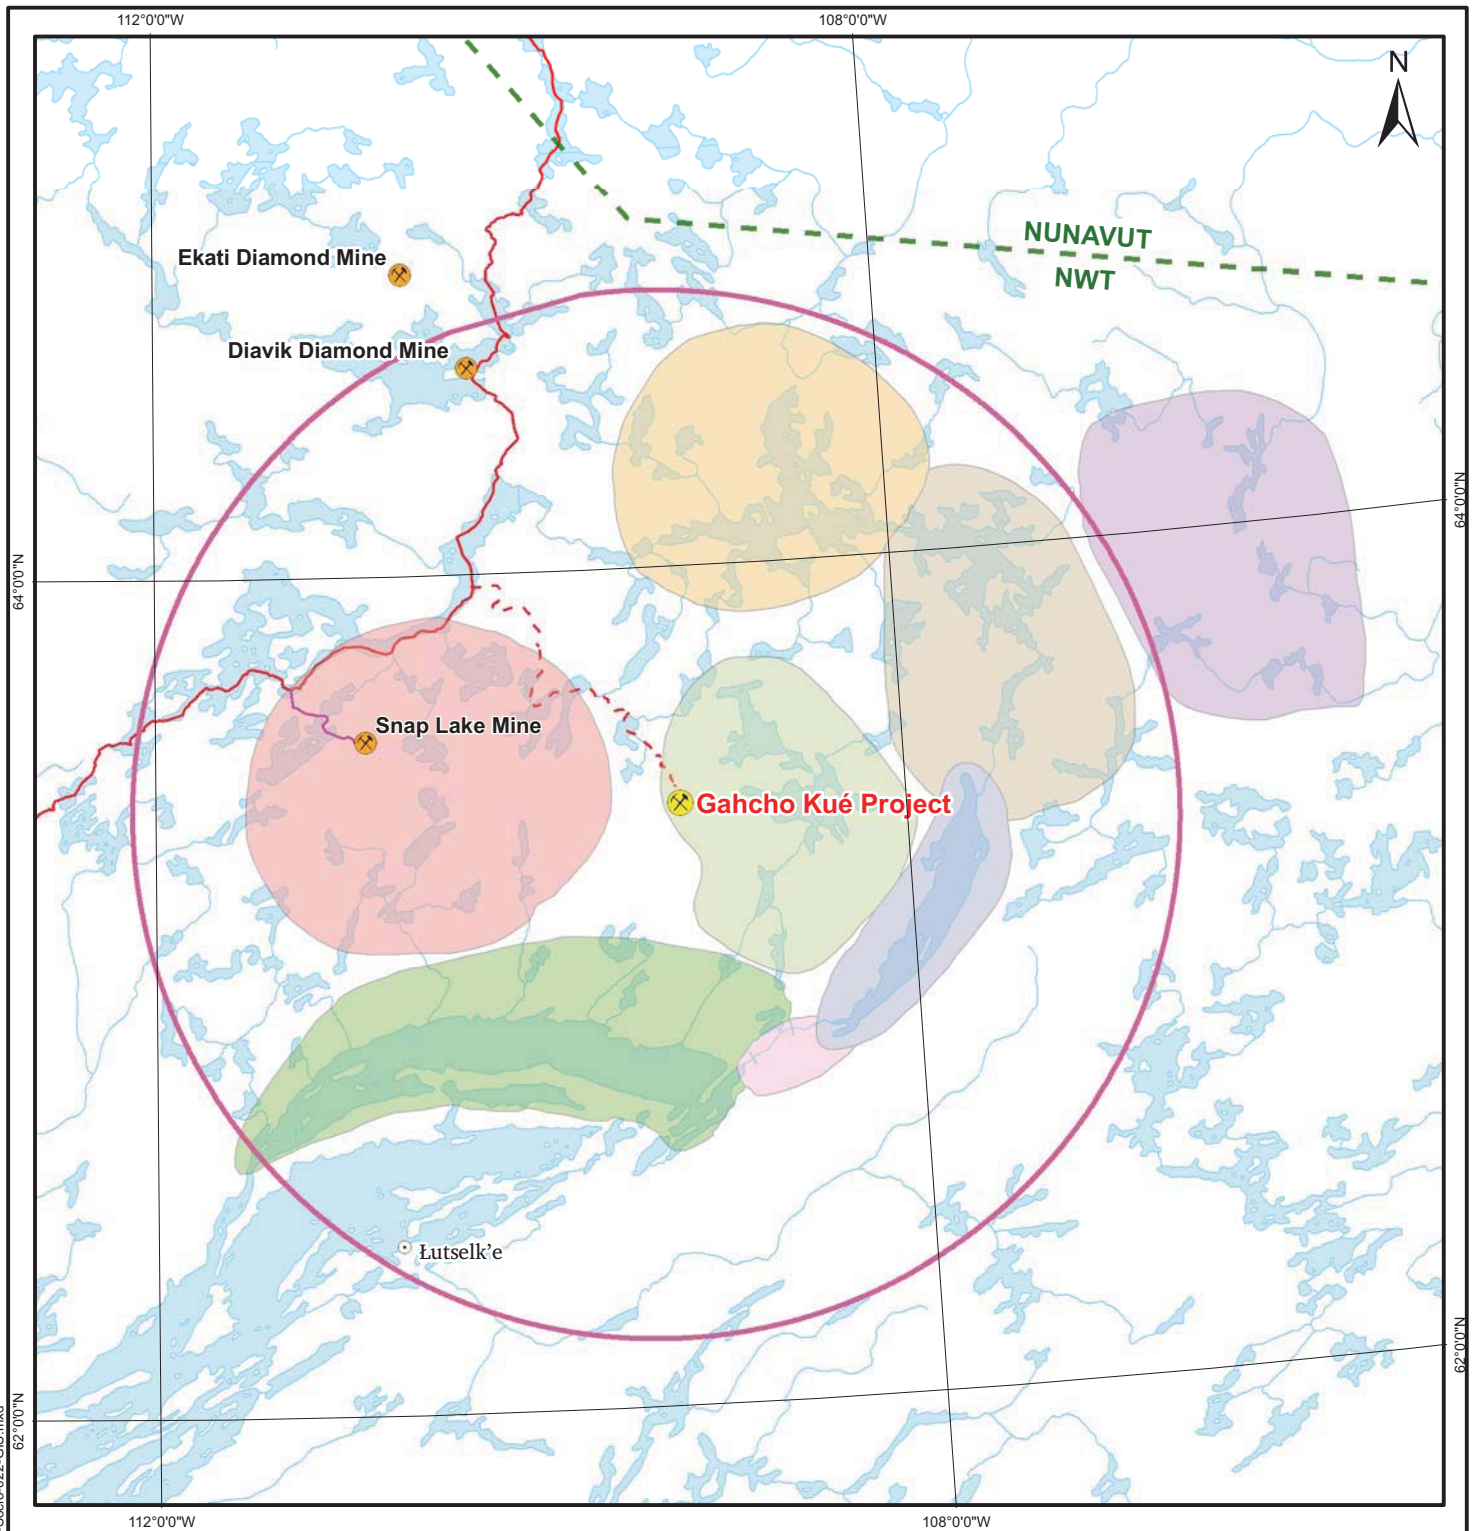 112°0'0"W
108°0'0"W
N
NUNAVUT
NWT
Ekati Diamond Mine
Diavik Diamond Mine
64°0'0"N
64°0'0"N
Snap Lake Mine
Gahcho Kué Project
Łutselk’e
62°0'0"N
62°0'0"N
112°0'0"W
108°0'0"W